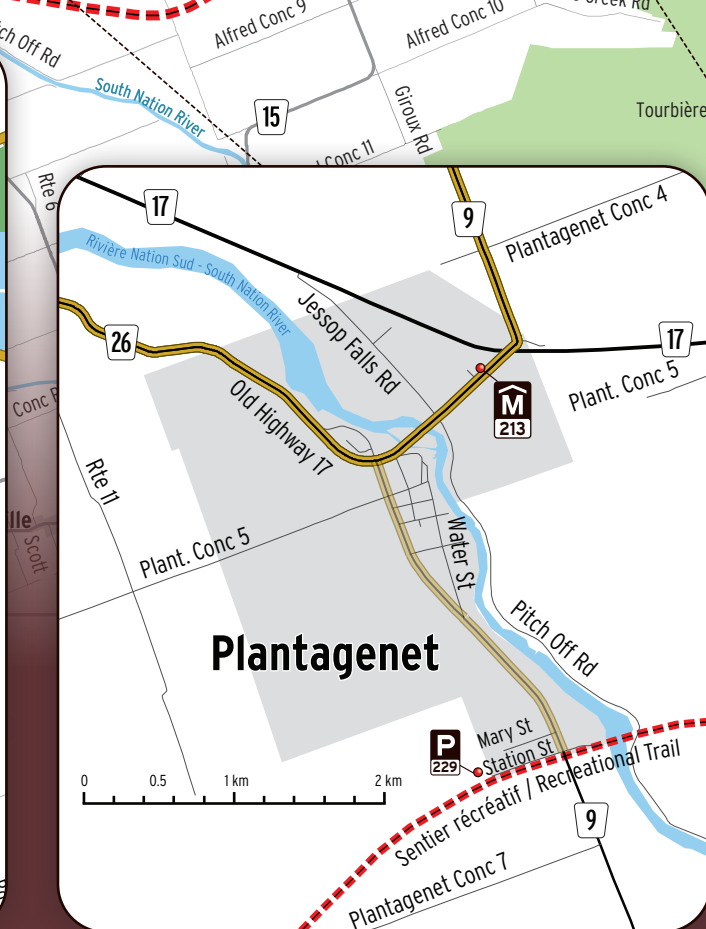 Alfred Conc 9
Alfred Conc 10
Creek Rd
ch Off Rd
South Nation River
15
Giroux Rd
Tourbière
Conc 11
Rte 6
17
9
Plantagenet Conc 4
Rivière Nation Sud - South Nation River
26
Jessop Falls Rd
17
Old Highway 17
M
213
Plant. Conc 5
Conc
Rte 11
lle
Scott
Plant. Conc 5
Water St
Plantagenet
Pitch Off Rd
P
229
Mary St
Station St
0 0.5 1 km 2 km
Sentier récréatif / Recreational Trail
9
Plantagenet Conc 7